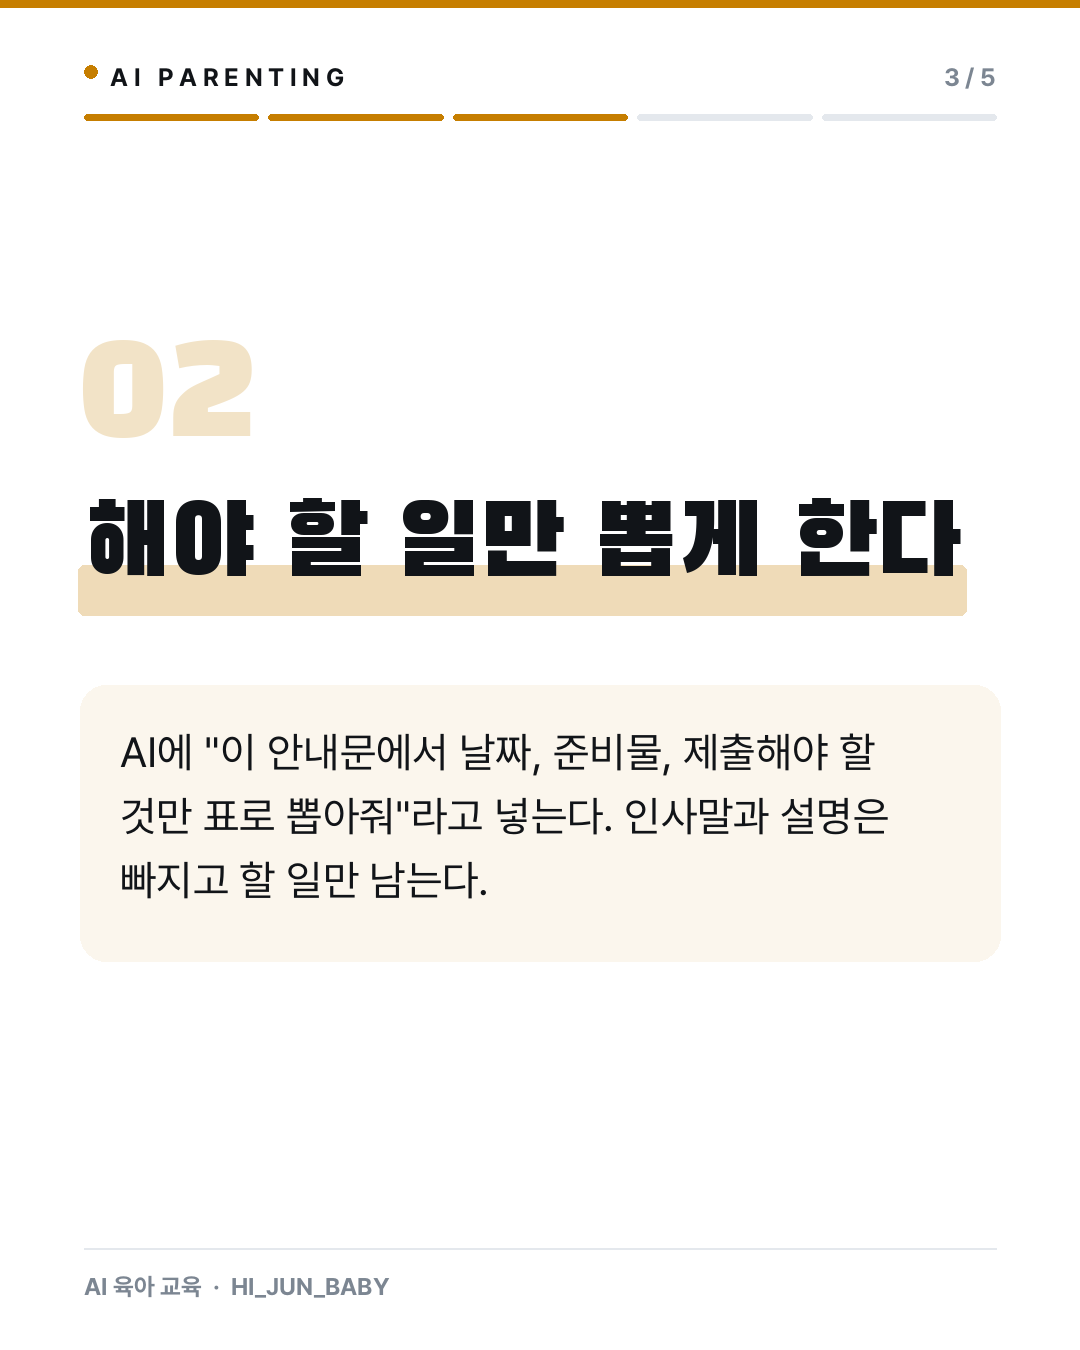 AI PARENTING
3 / 5
02
해야 할 일만 뽑게 한다
AI에 "이 안내문에서 날짜, 준비물, 제출해야 할
것만 표로 뽑아줘"라고 넣는다. 인사말과 설명은
빠지고 할 일만 남는다.
AI 육아 교육 · HI_JUN_BABY